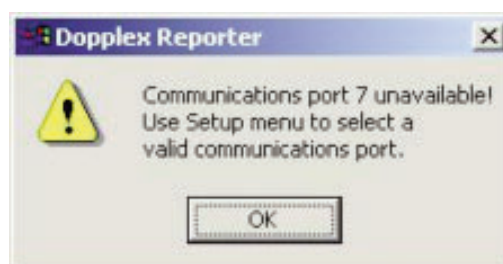 Dopplex Reporter
Communications port 7 unavailable!
Use Setup menu to select a
valid communications port.
OK